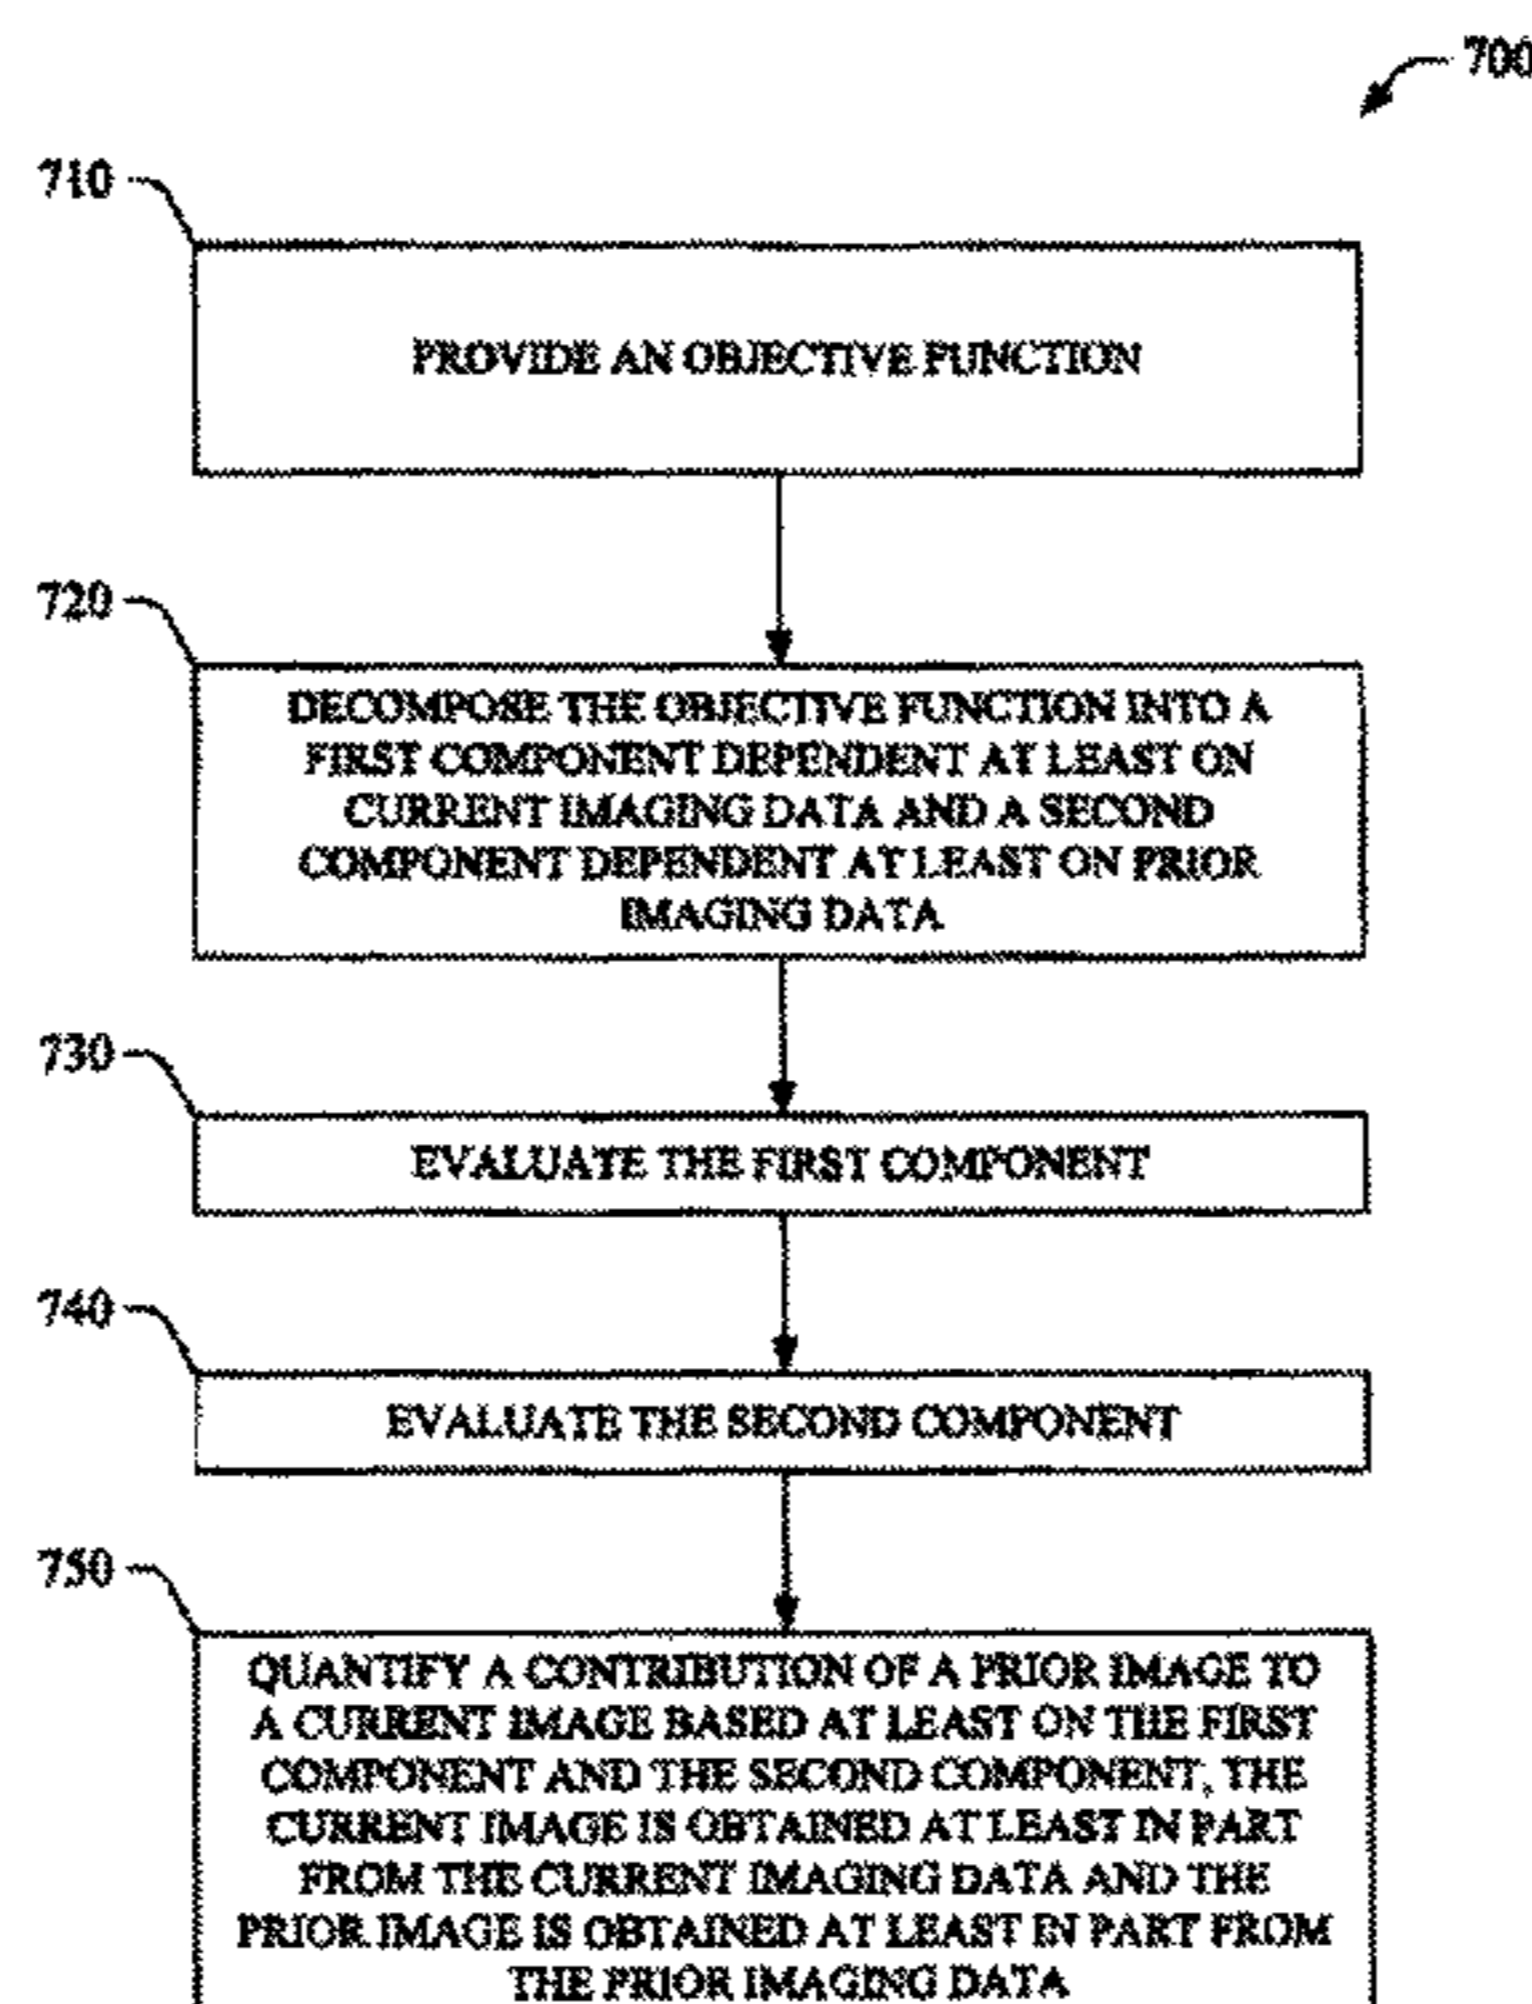 700
710
PROVIDE AN OBJECTIVE FUNCTION
720
DECOMPOSE THE OBJECTIVE FUNCTION INTO A
FIRST COMPONENT DEPENDENT AT LEAST ON
CURRENT IMAGING DATA AND A SECOND
COMPONENT DEPENDENT AT LEAST ON PRIOR
IMAGING DATA
730
EVALUATE THE FIRST COMPONENT
740
EVALUATE THE SECOND COMPONENT
750
QUANTIFY A CONTRIBUTION OF A PRIOR IMAGE TO
A CURRENT IMAGE BASED AT LEAST ON THE FIRST
COMPONENT AND THE SECOND COMPONENT, THE
CURRENT IMAGE IS OBTAINED AT LEAST IN PART
FROM THE CURRENT IMAGING DATA AND THE
PRIOR IMAGE IS OBTAINED AT LEAST IN PART FROM
THE PRIOR IMAGING DATA